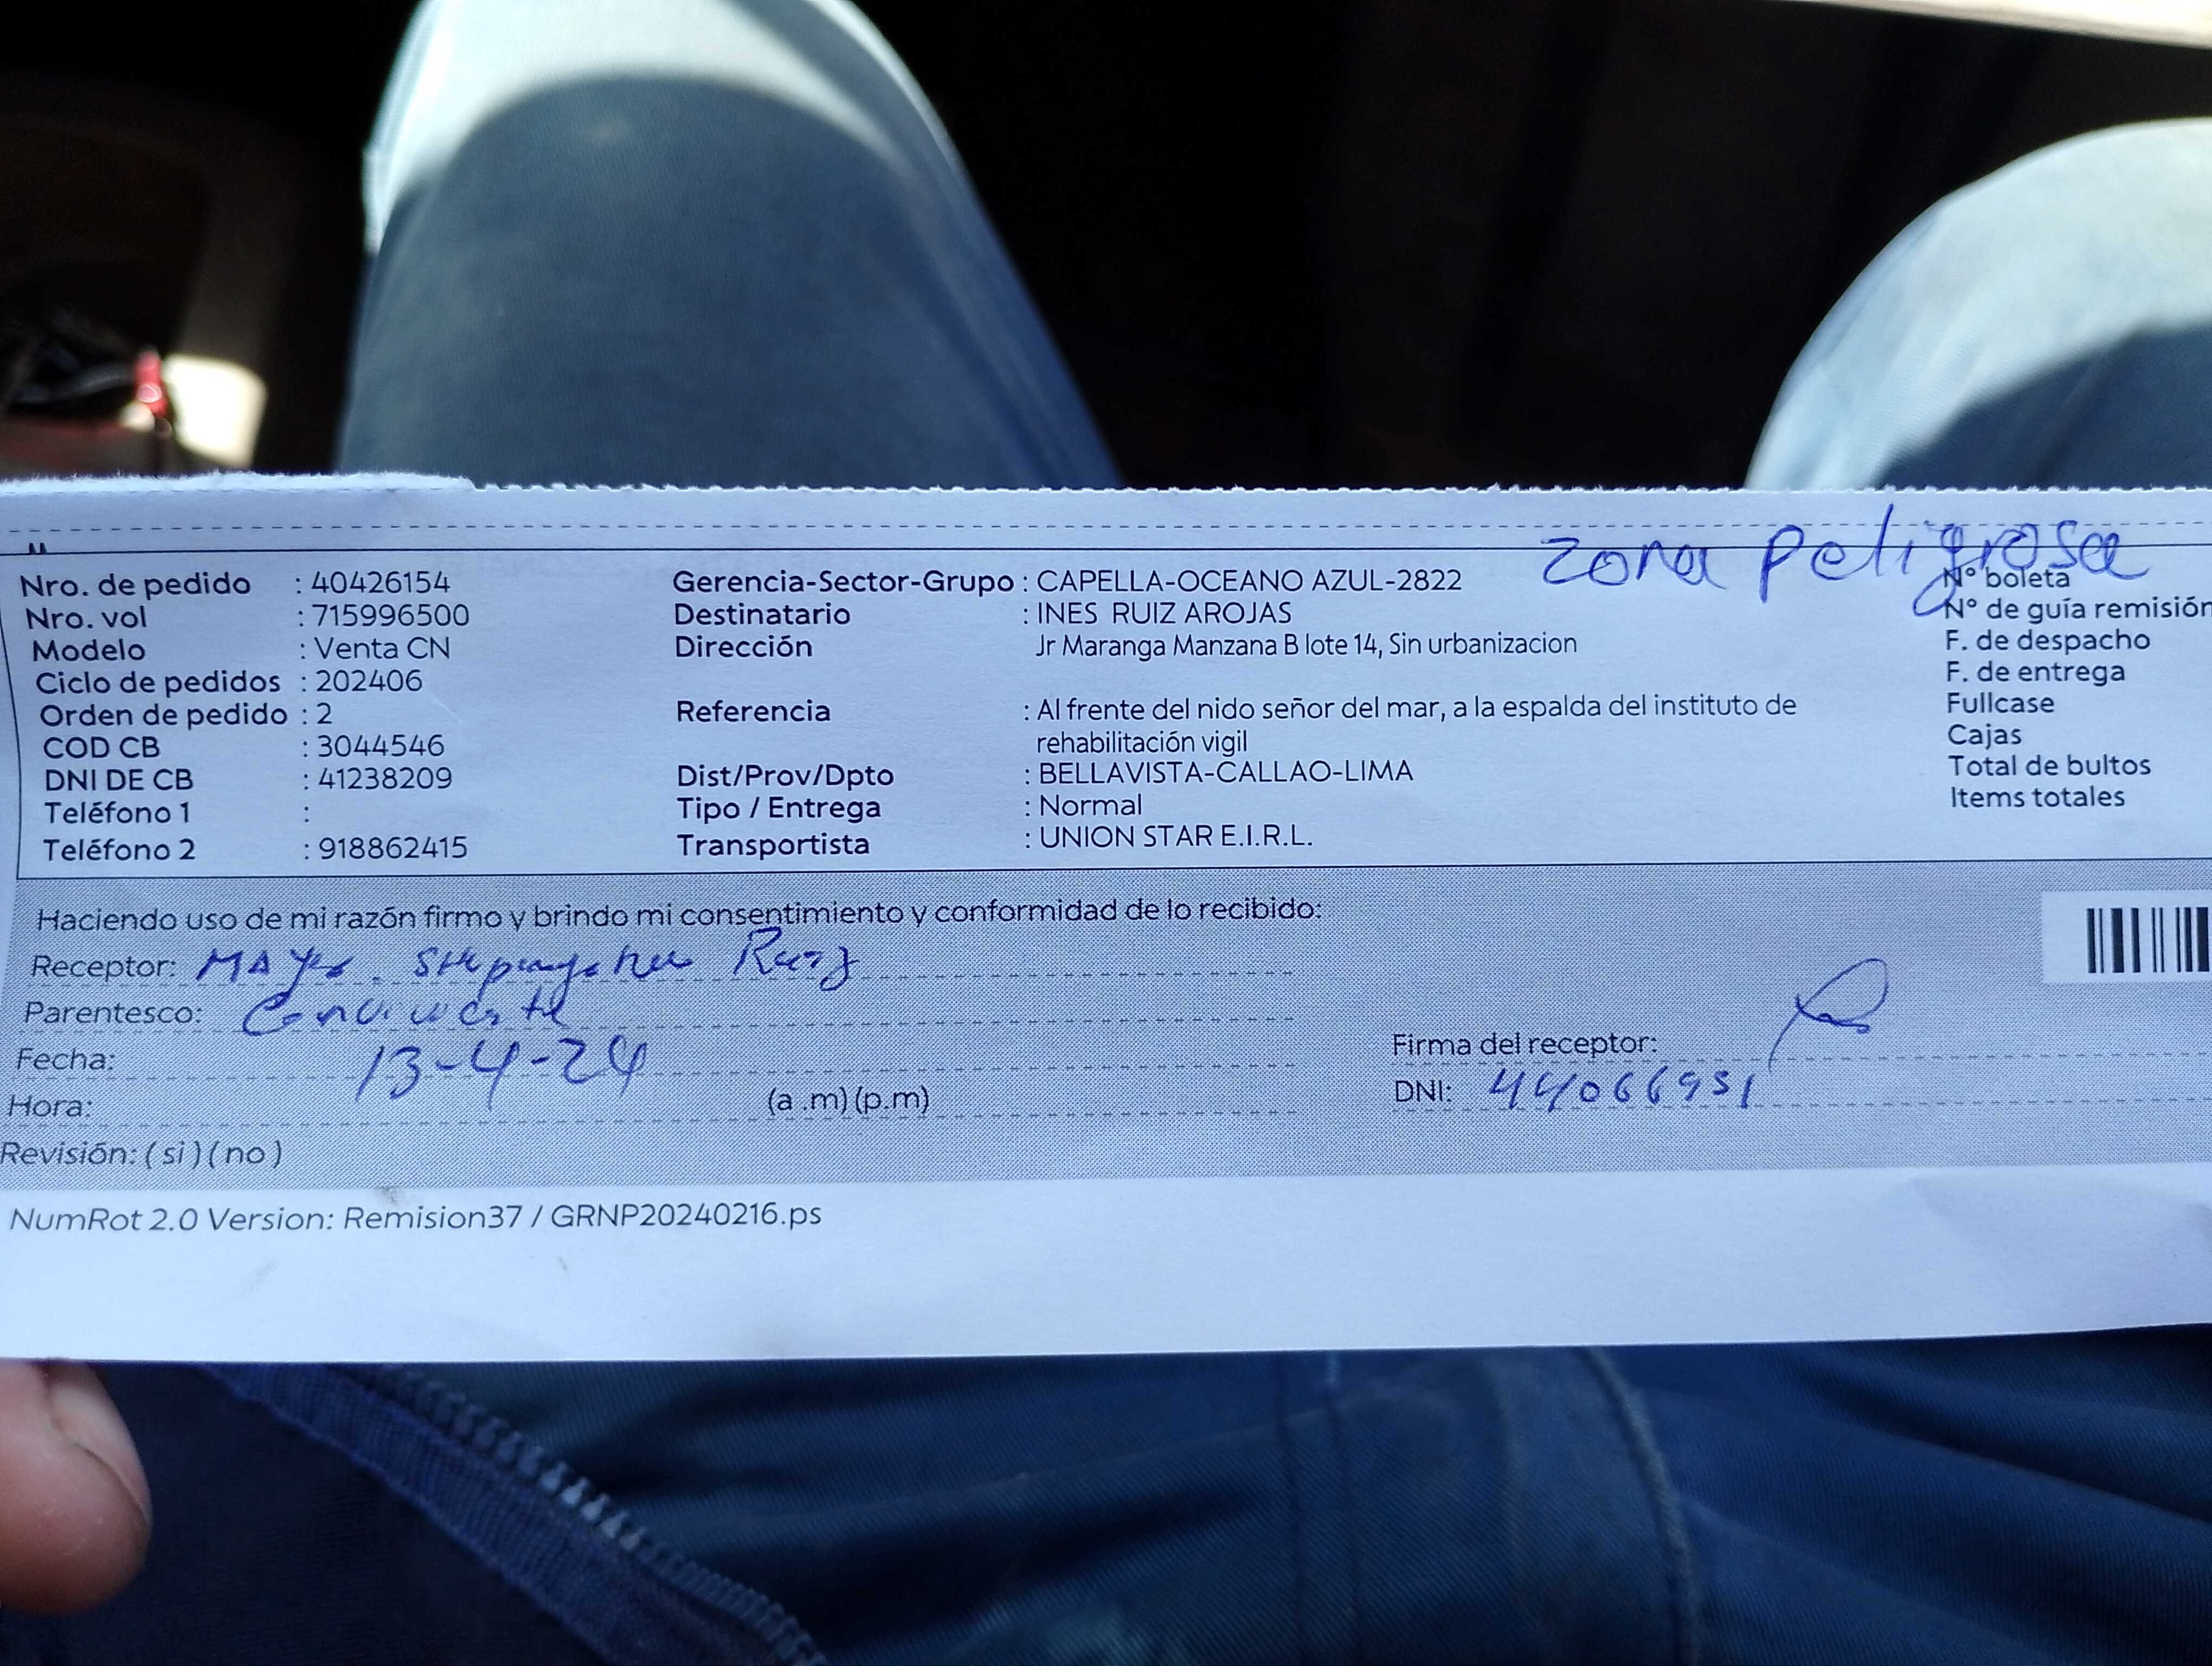 zona peligrosa
Nro. de pedido : 40426154
Nro. vol : 715996500
Modelo : Venta CN
Ciclo de pedidos : 202406
Orden de pedido : 2
COD CB : 3044546
DNI DE CB : 41238209
Teléfono 1 :
Teléfono 2 : 918862415
Gerencia-Sector-Grupo : CAPELLA-OCEANO AZUL-2822
Destinatario : INES RUIZ AROJAS
Dirección Jr Maranga Manzana B lote 14, Sin urbanizacion
Referencia : Al frente del nido señor del mar, a la espalda del instituto de
rehabilitación vigil
Dist/Prov/Dpto : BELLAVISTA-CALLAO-LIMA
Tipo / Entrega : Normal
Transportista : UNION STAR E.I.R.L.
N° boleta
N° de guía remisión
F. de despacho
F. de entrega
Fullcase
Cajas
Total de bultos
Items totales
Haciendo uso de mi razón firmo y brindo mi consentimiento y conformidad de lo recibido:
Receptor: Ruiz
Parentesco: Conviviente
Fecha: 13-4-24
Hora: (a .m) (p.m)
Revisión: ( si ) ( no )
Firma del receptor:
DNI: 44066951
NumRot 2.0 Version: Remision37 / GRNP20240216.ps